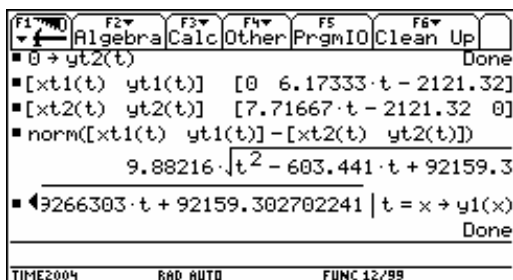 F1 F2 F3 F4 F5 F6
Algebra Calc Other PrgmIO Clean Up
▪ 0 → yt2(t) Done
▪ [xt1(t) yt1(t)] [0 6.17333·t − 2121.32]
▪ [xt2(t) yt2(t)] [7.71667·t − 2121.32 0]
▪ norm([xt1(t) yt1(t)] − [xt2(t) yt2(t)])
9.88216·√t² − 603.441·t + 92159.3
▪ ◀9266303·t + 92159.302702241 | t = x → y1(x)
Done
TIME2004 RAD AUTO FUNC 12/99